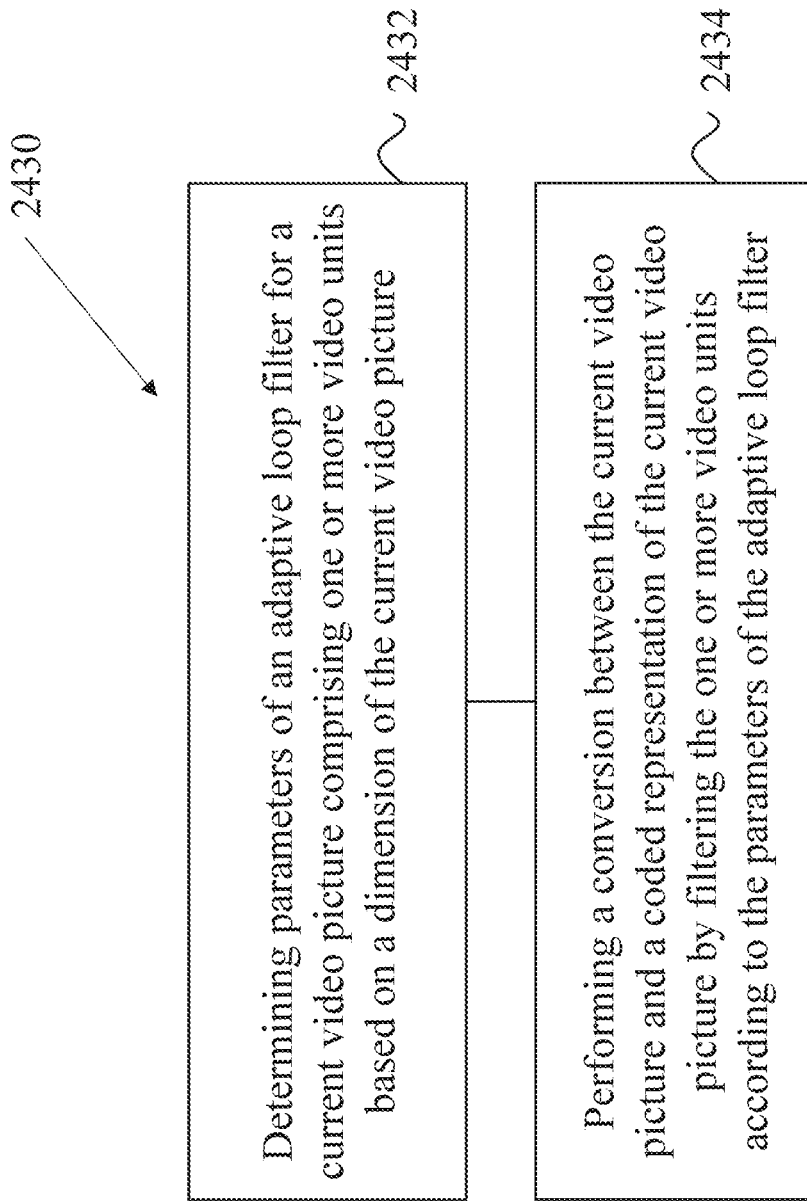 2430
Determining parameters of an adaptive loop filter for a
current video picture comprising one or more video units
based on a dimension of the current video picture
2432
Performing a conversion between the current video
picture and a coded representation of the current video
picture by filtering the one or more video units
according to the parameters of the adaptive loop filter
2434